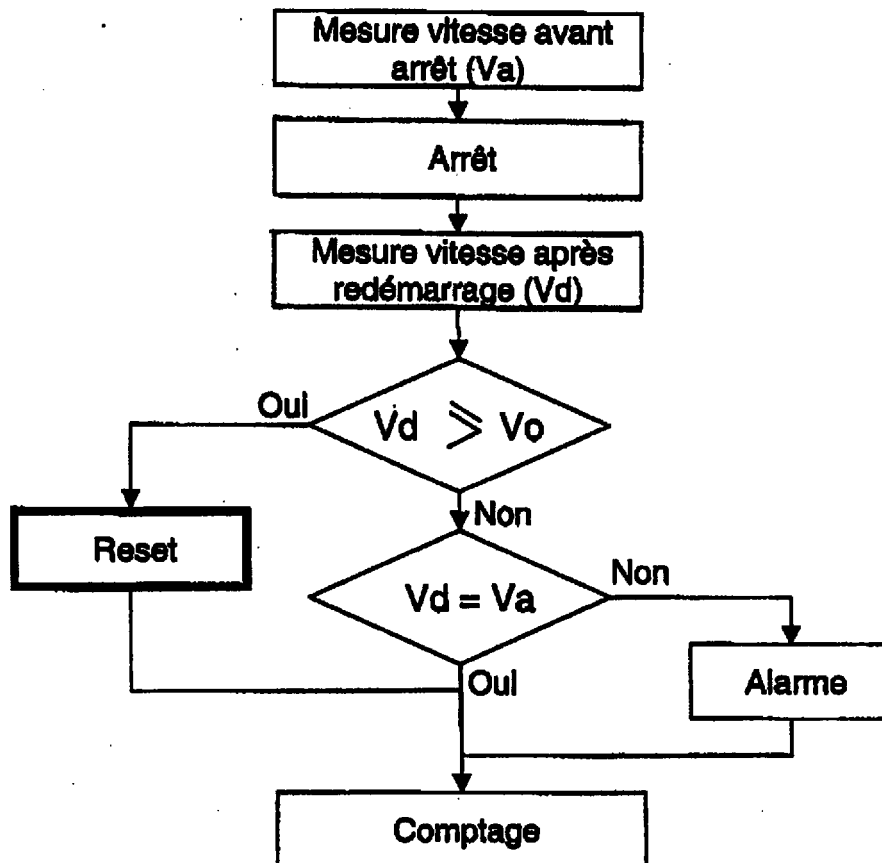 Mesure vitesse avant
arrêt (Va)
Arrêt
Mesure vitesse après
redémarrage (Vd)
Oui
Vd ⩾ Vo
Non
Reset
Non
Vd = Va
Oui
Alarme
Comptage